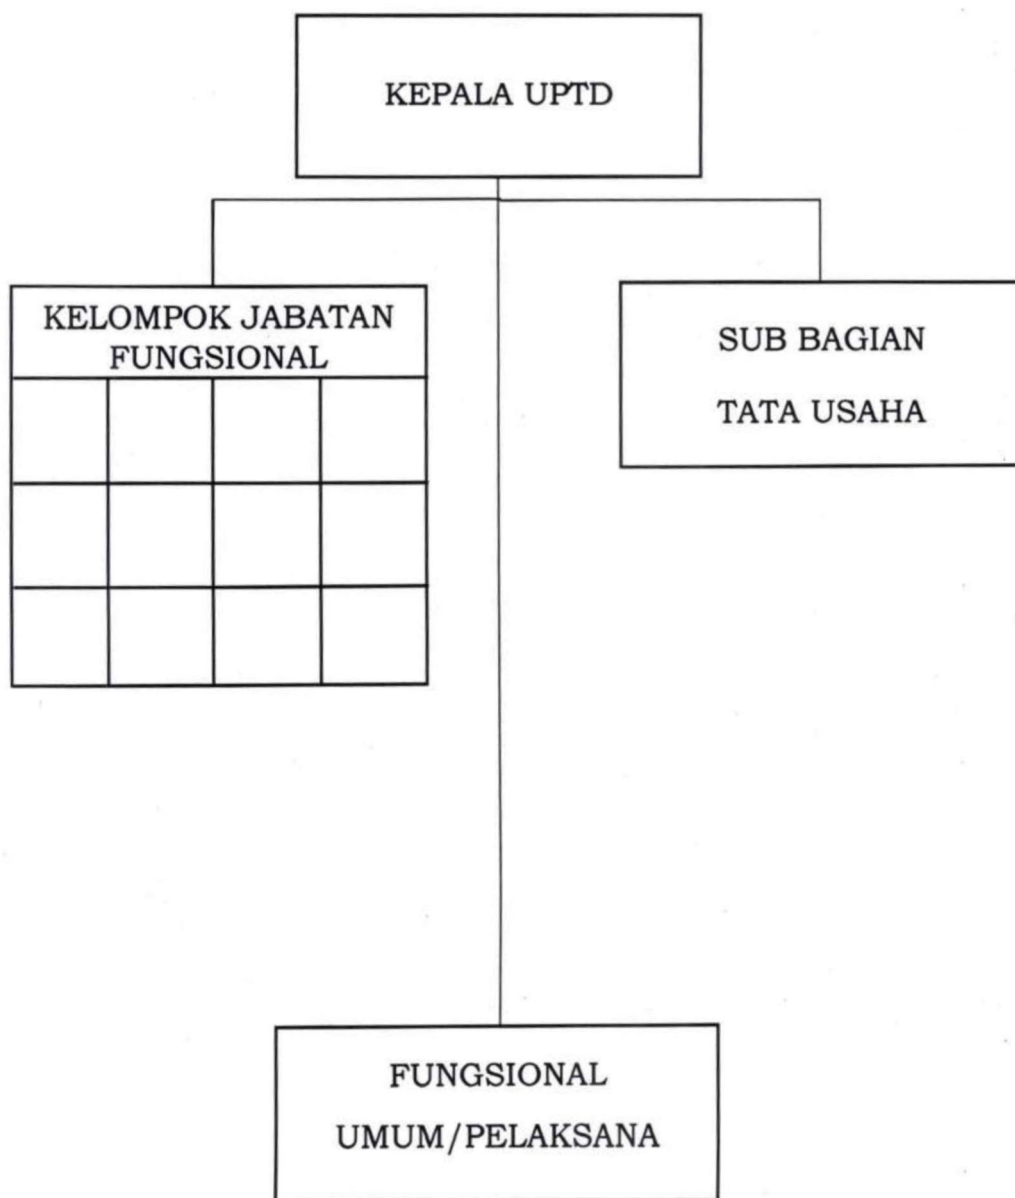 KEPALA UPTD
KELOMPOK JABATAN
FUNGSIONAL
SUB BAGIAN
TATA USAHA
FUNGSIONAL
UMUM/PELAKSANA